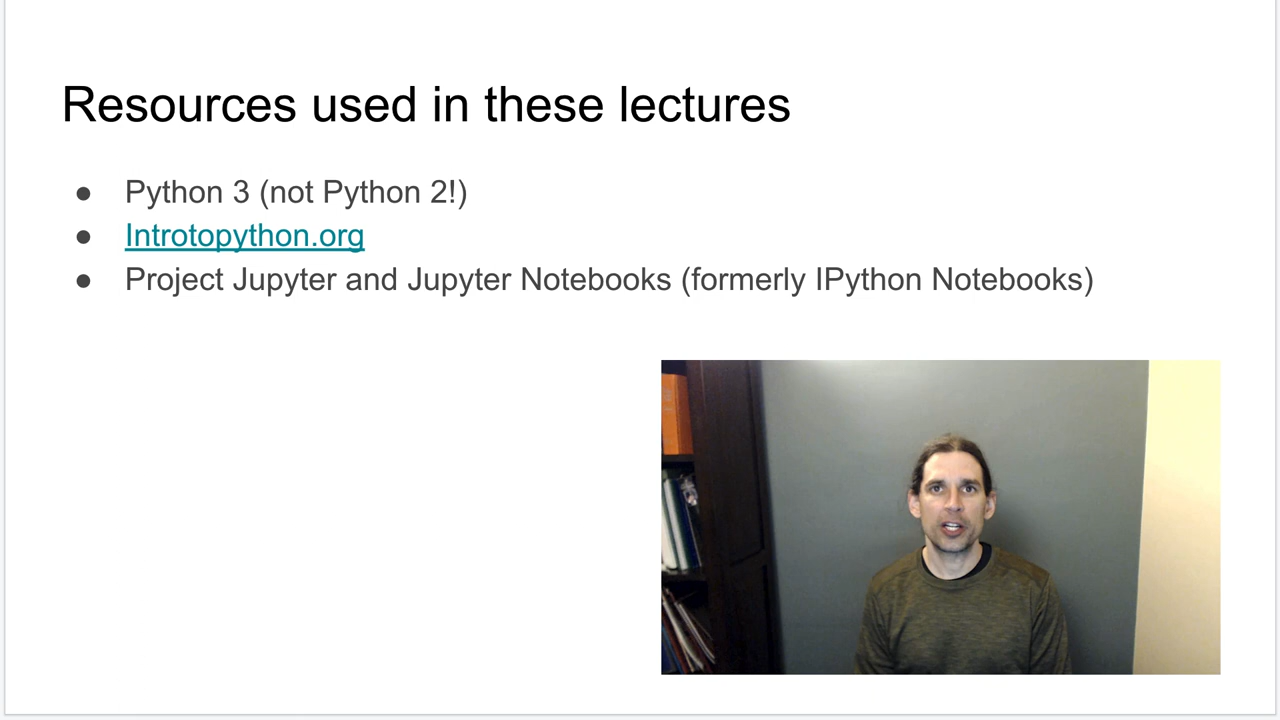 Resources used in these lectures
● Python 3 (not Python 2!)
● Introtopython.org
● Project Jupyter and Jupyter Notebooks (formerly IPython Notebooks)